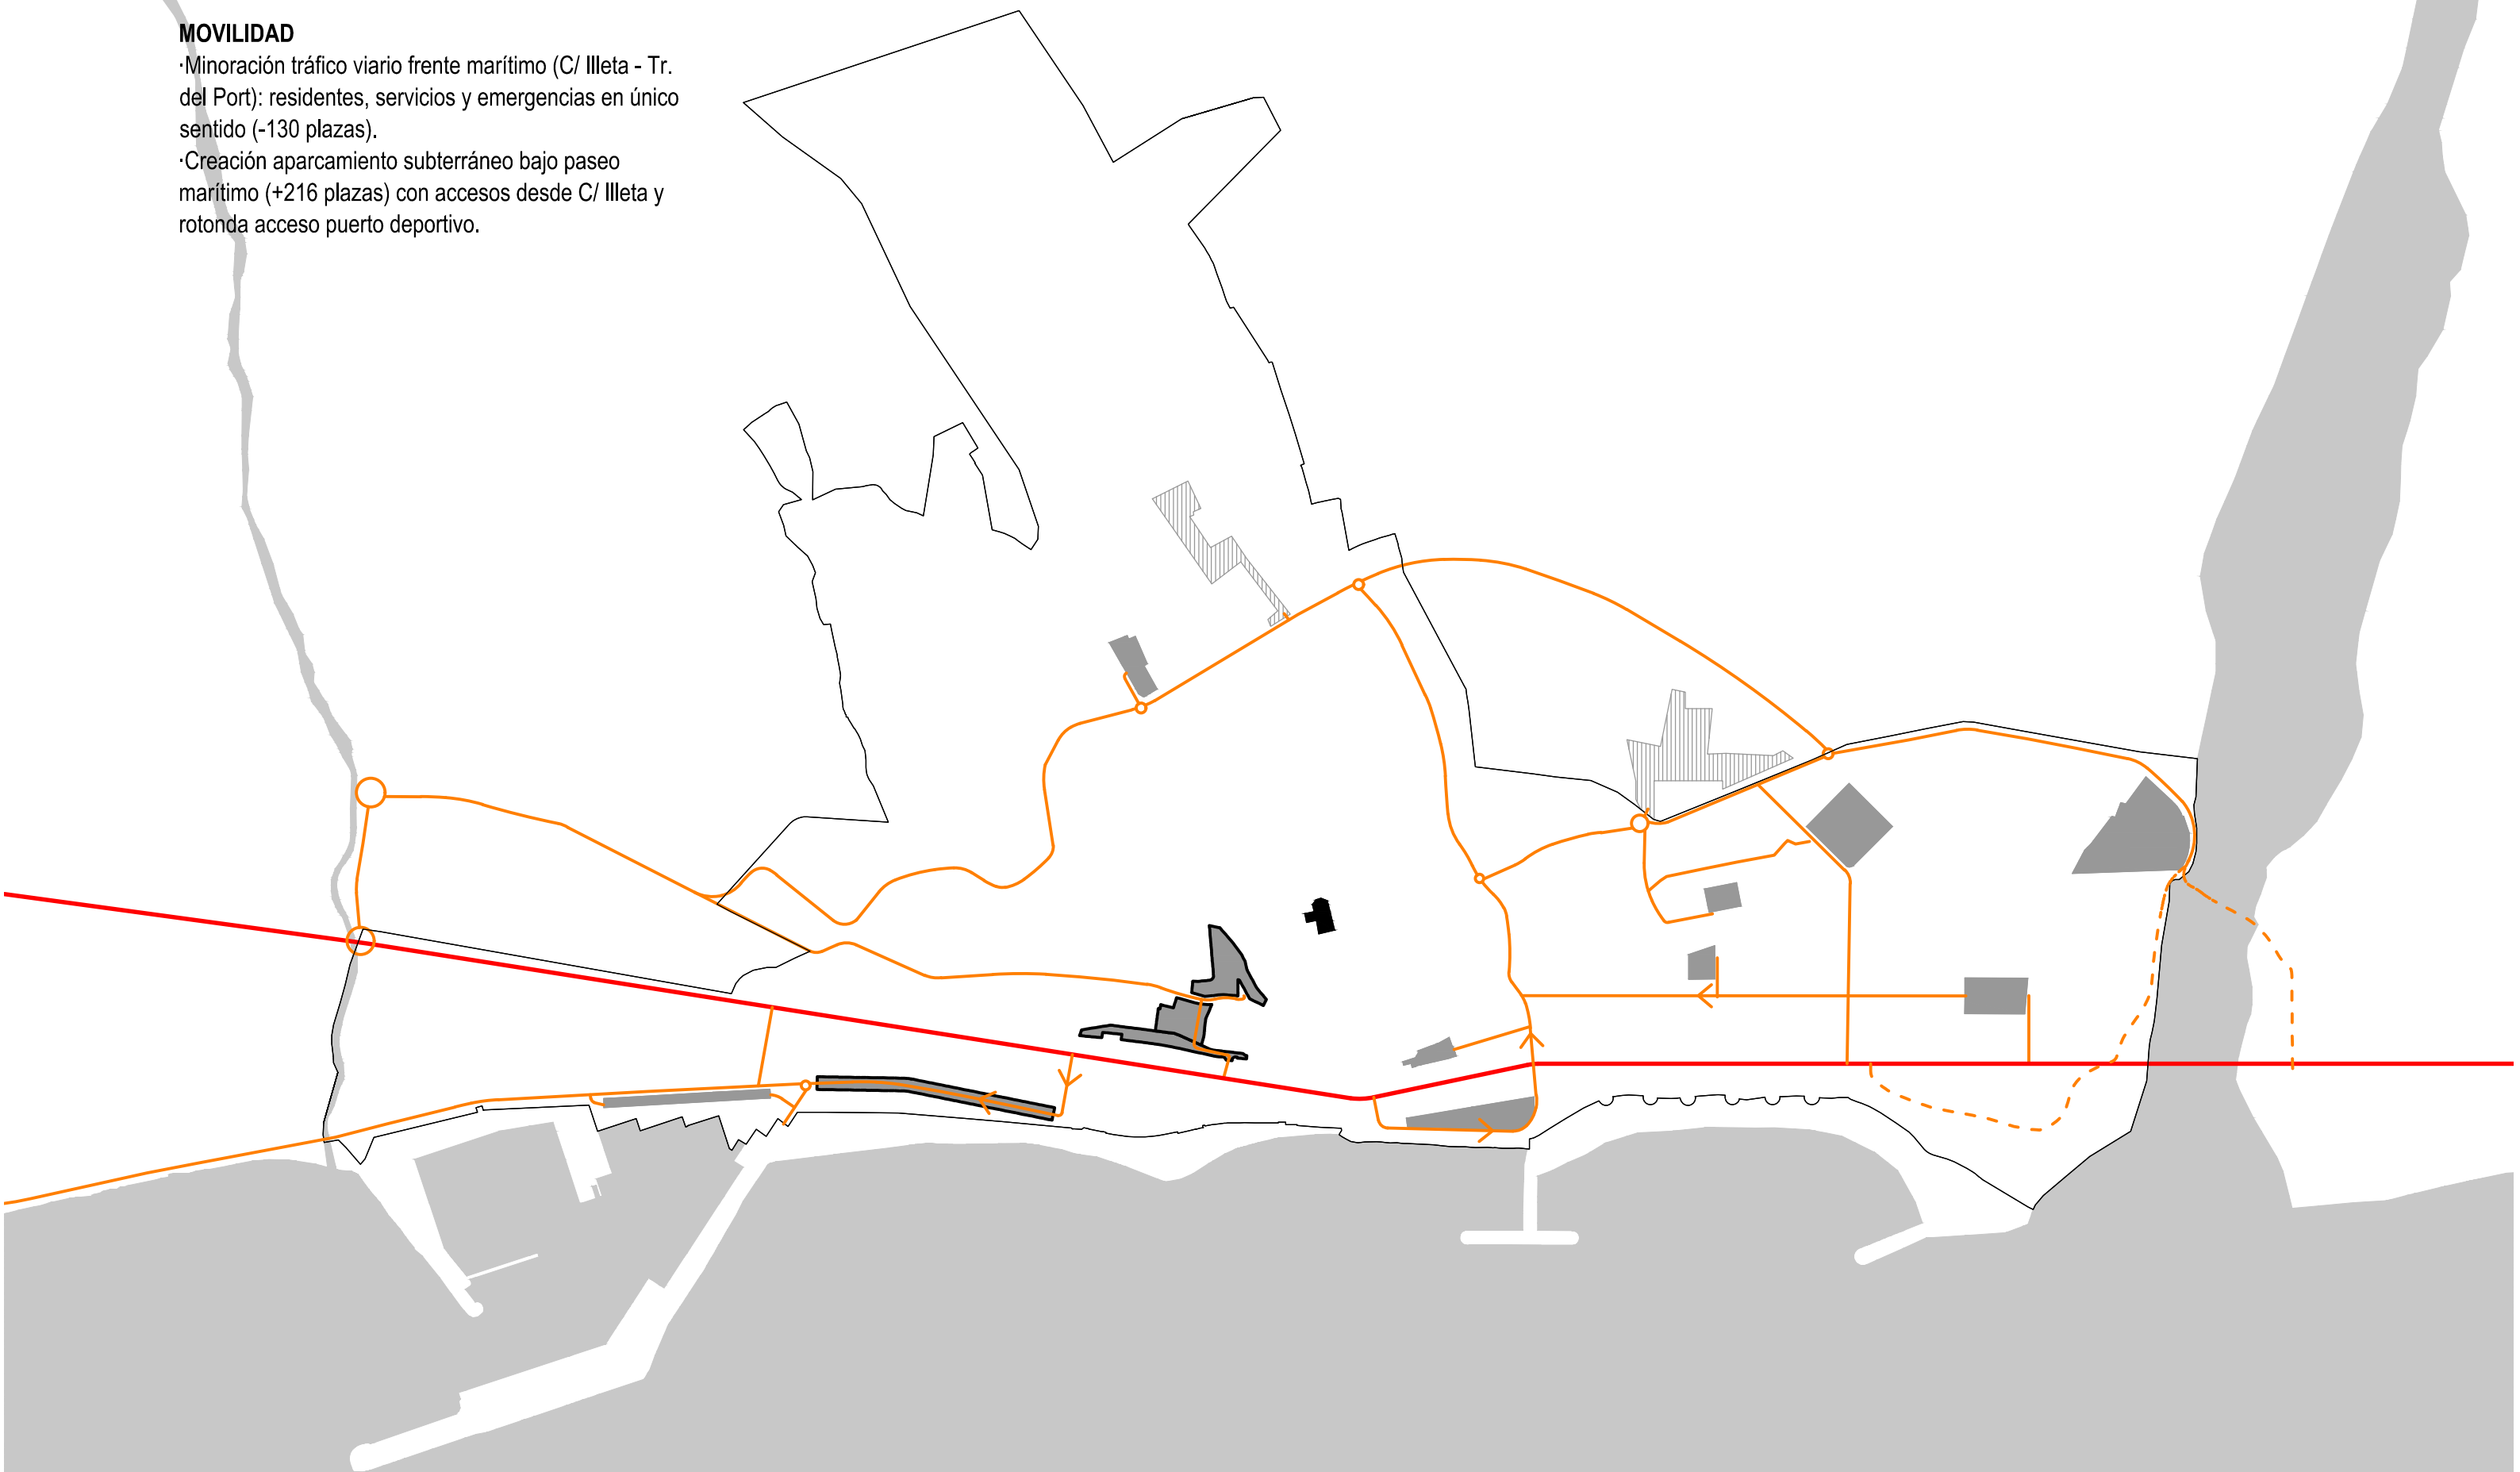 MOVILIDAD
·Minoración tráfico viario frente marítimo (C/ Illeta - Tr.
del Port): residentes, servicios y emergencias en único
sentido (-130 plazas).
·Creación aparcamiento subterráneo bajo paseo
marítimo (+216 plazas) con accesos desde C/ Illeta y
rotonda acceso puerto deportivo.